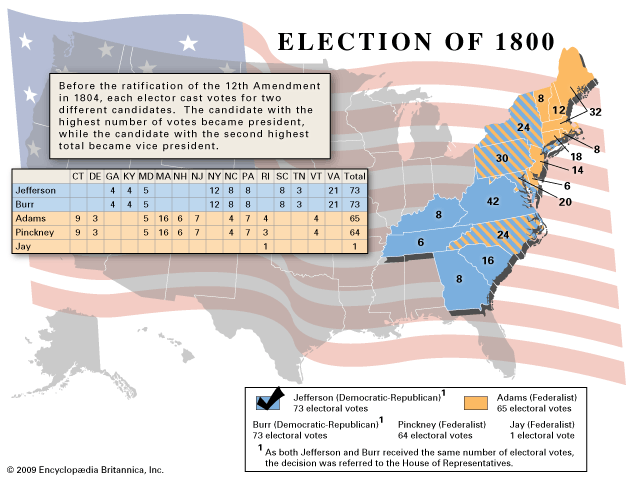 ELECTION OF 1800
Before the ratification of the 12th Amendment
in 1804, each elector cast votes for two
different candidates. The candidate with the
highest number of votes became president,
while the candidate with the second highest
total became vice president.
CT DE GA KY MD MA NH NJ NY NC PA RI SC TN VT VA Total
Jefferson 4 4 5 12 8 8 8 3 21 73
Burr 4 4 5 12 8 8 8 3 21 73
Adams 9 3 5 16 6 7 4 7 4 4 65
Pinckney 9 3 5 16 6 7 4 7 3 4 64
Jay 1 1
8
12
32
24
8
18
30
14
6
42
20
8
24
6
16
8
Jefferson (Democratic-Republican)1
73 electoral votes
Adams (Federalist)
65 electoral votes
Burr (Democratic-Republican)1
73 electoral votes
Pinckney (Federalist)
64 electoral votes
Jay (Federalist)
1 electoral vote
1 As both Jefferson and Burr received the same number of electoral votes,
the decision was referred to the House of Representatives.
© 2009 Encyclopædia Britannica, Inc.